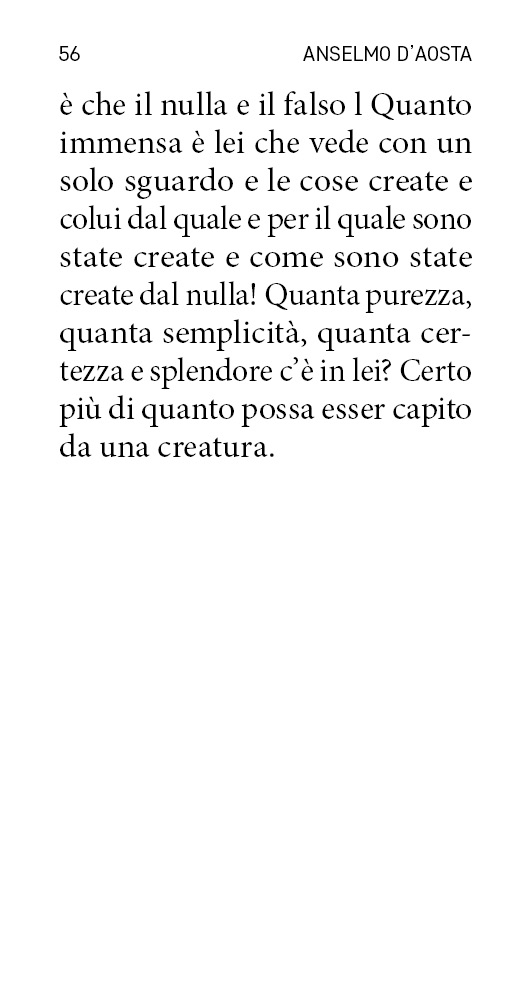 56 ANSELMO D'AOSTA
è che il nulla e il falso l Quanto
immensa è lei che vede con un
solo sguardo e le cose create e
colui dal quale e per il quale sono
state create e come sono state
create dal nulla! Quanta purezza,
quanta semplicità, quanta cer-
tezza e splendore c'è in lei? Certo
più di quanto possa esser capito
da una creatura.